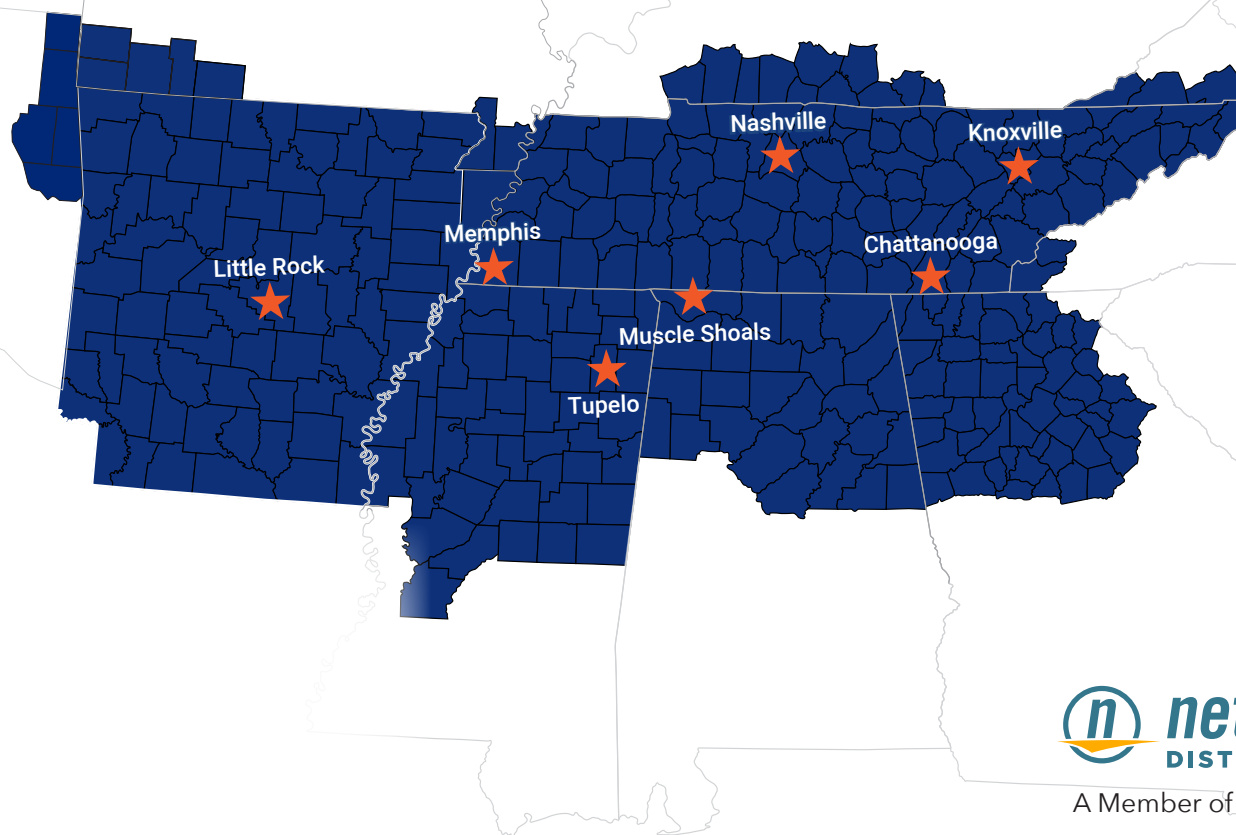 Nashville
Knoxville
Memphis
Chattanooga
Little Rock
Muscle Shoals
Tupelo
n
A Member of